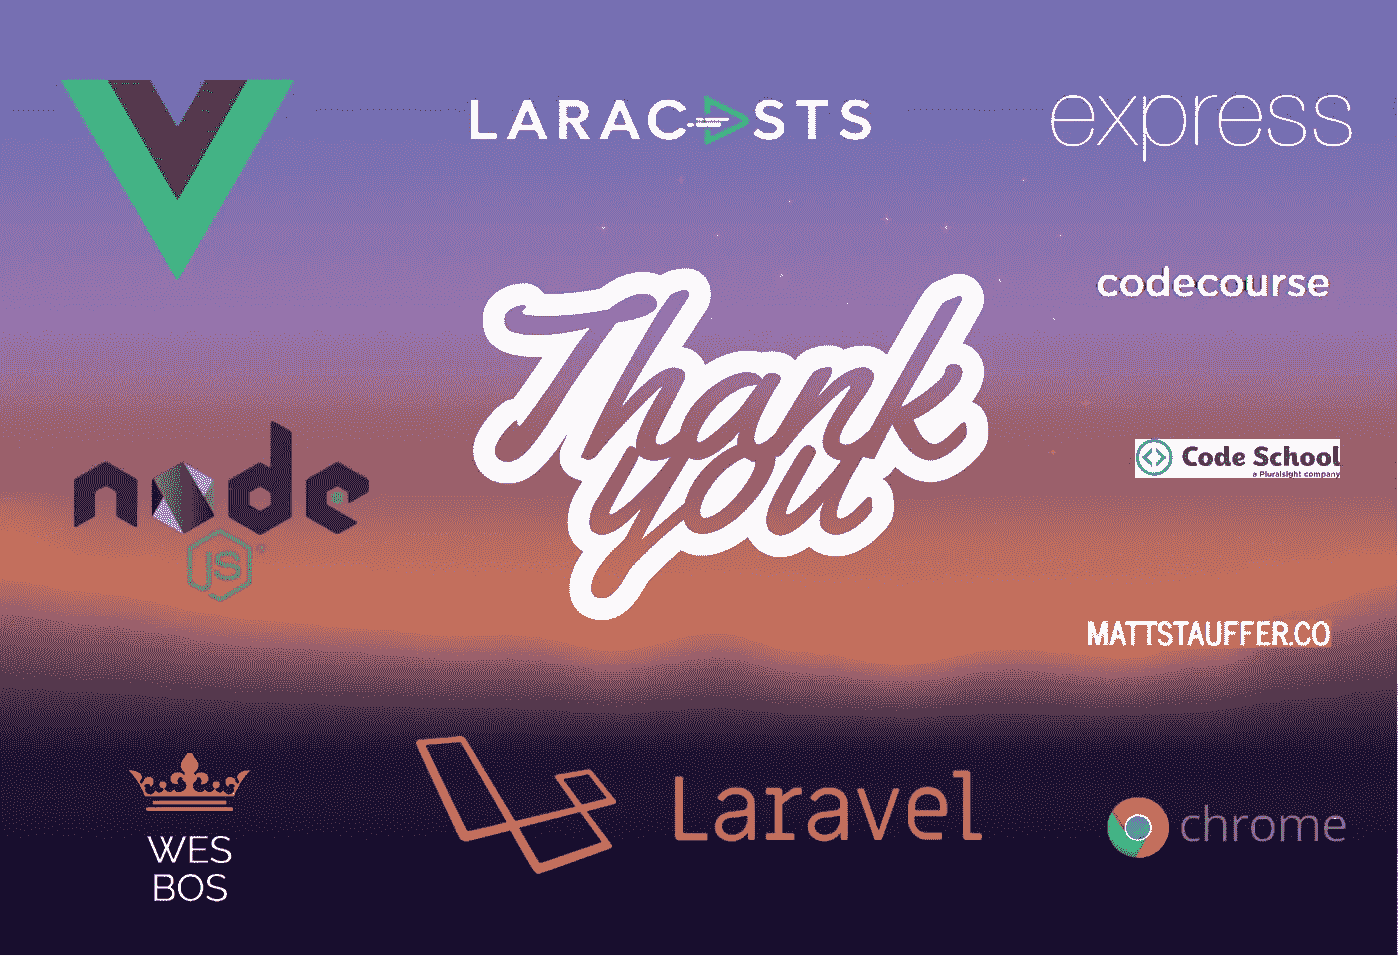 LARACASTS
express
codecourse
Thank
you
node
JS
Code School
a Pluralsight company
MATTSTAUFFER.CO
WES
BOS
Laravel
chrome